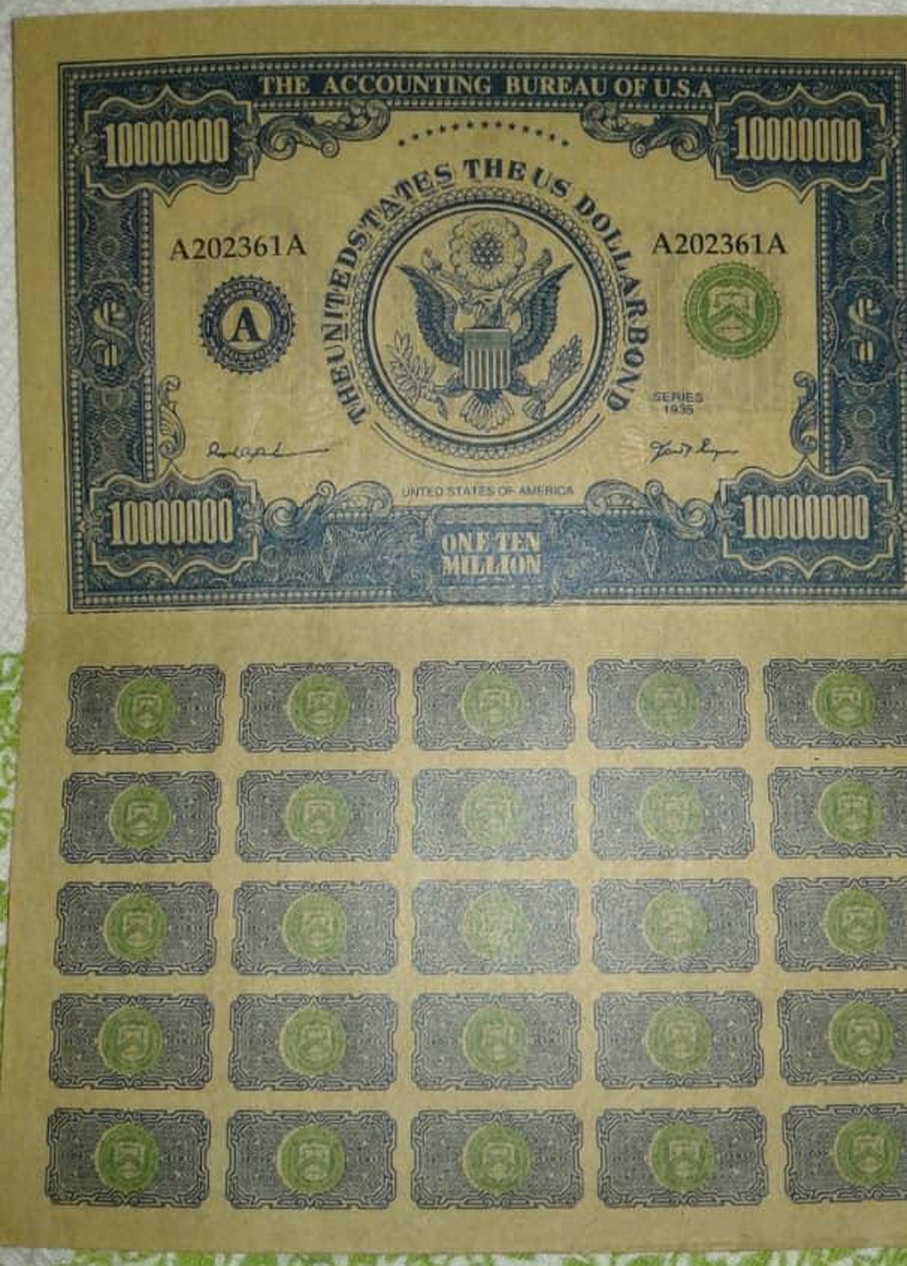 THE ACCOUNTING BUREAU OF U.S.A
10000000 10000000
THEUNITEDSTATES THE US DOLLAR BOND
A202361A A202361A
A
SERIES
1935
UNITED STATES OF AMERICA
10000000 10000000
ONE TEN
MILLION